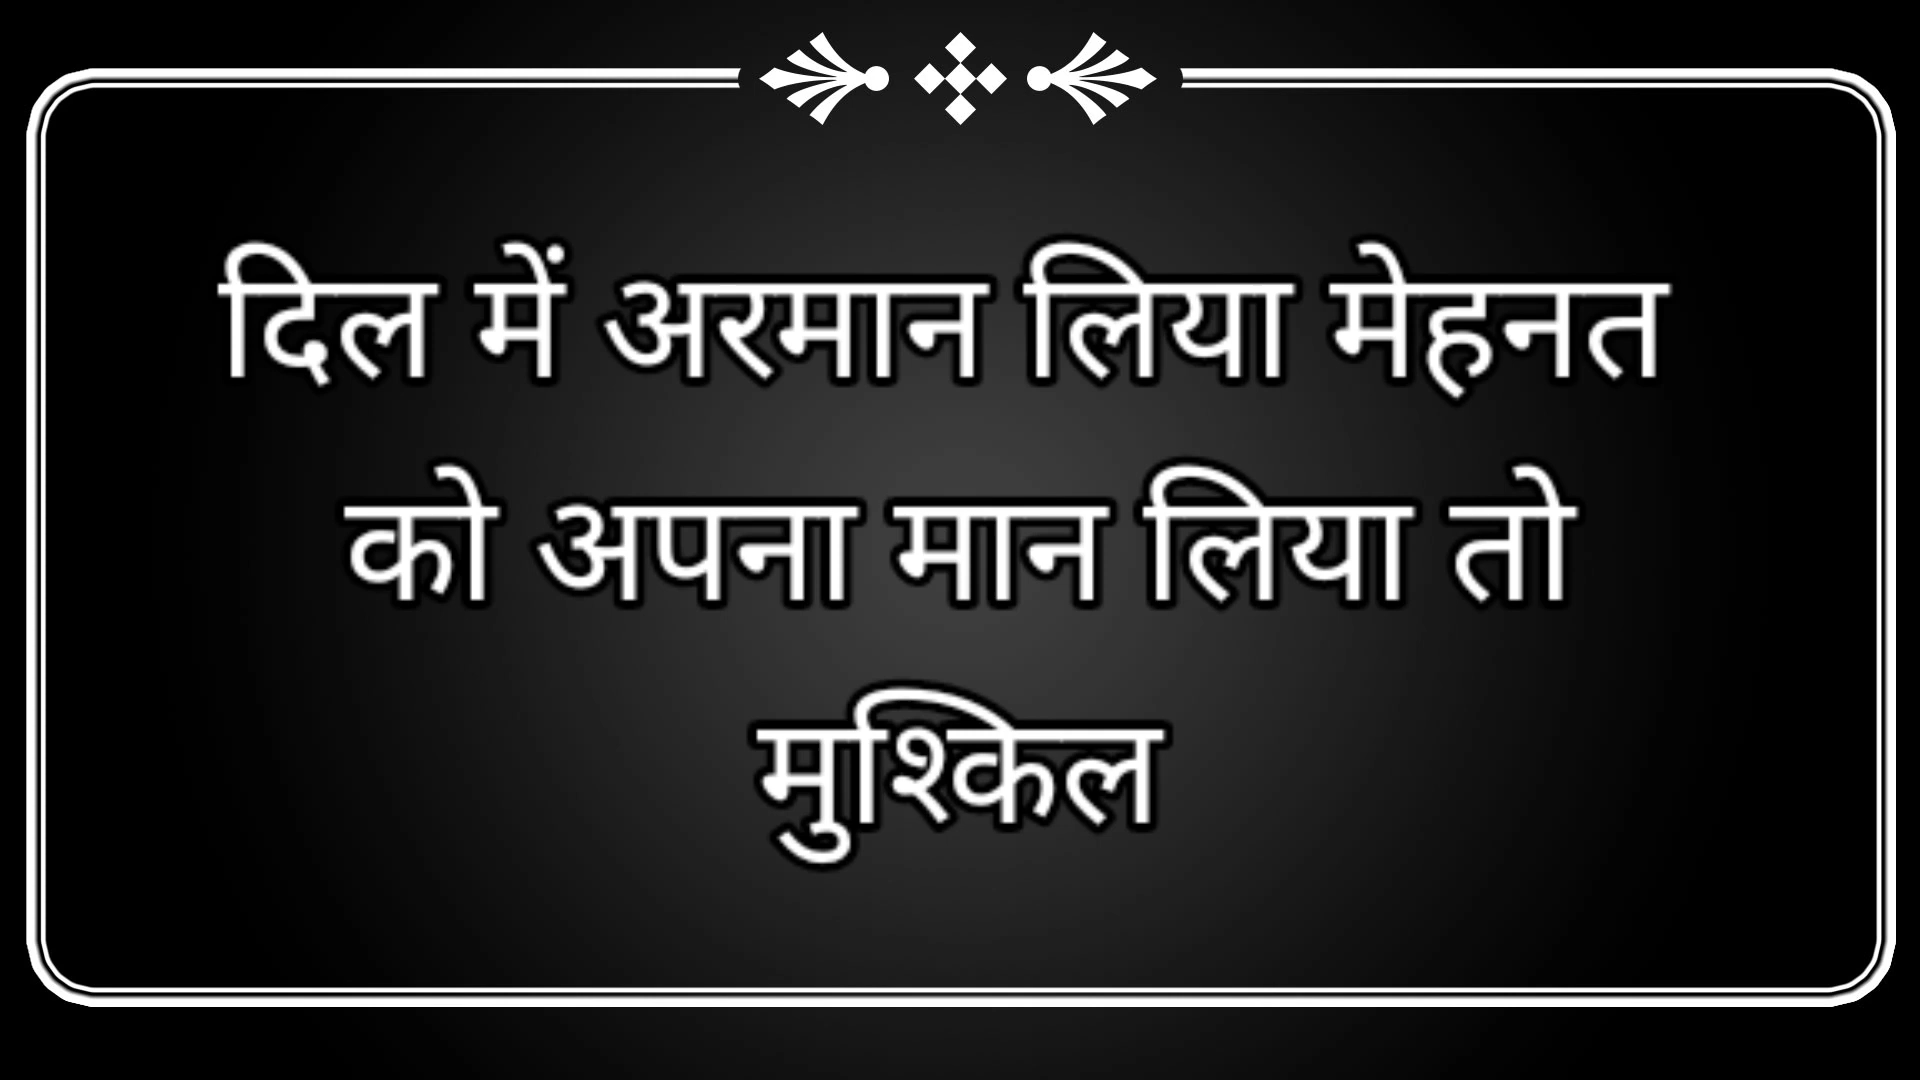 दिल में अरमान लिया मेहनत
को अपना मान लिया तो
मुश्किल